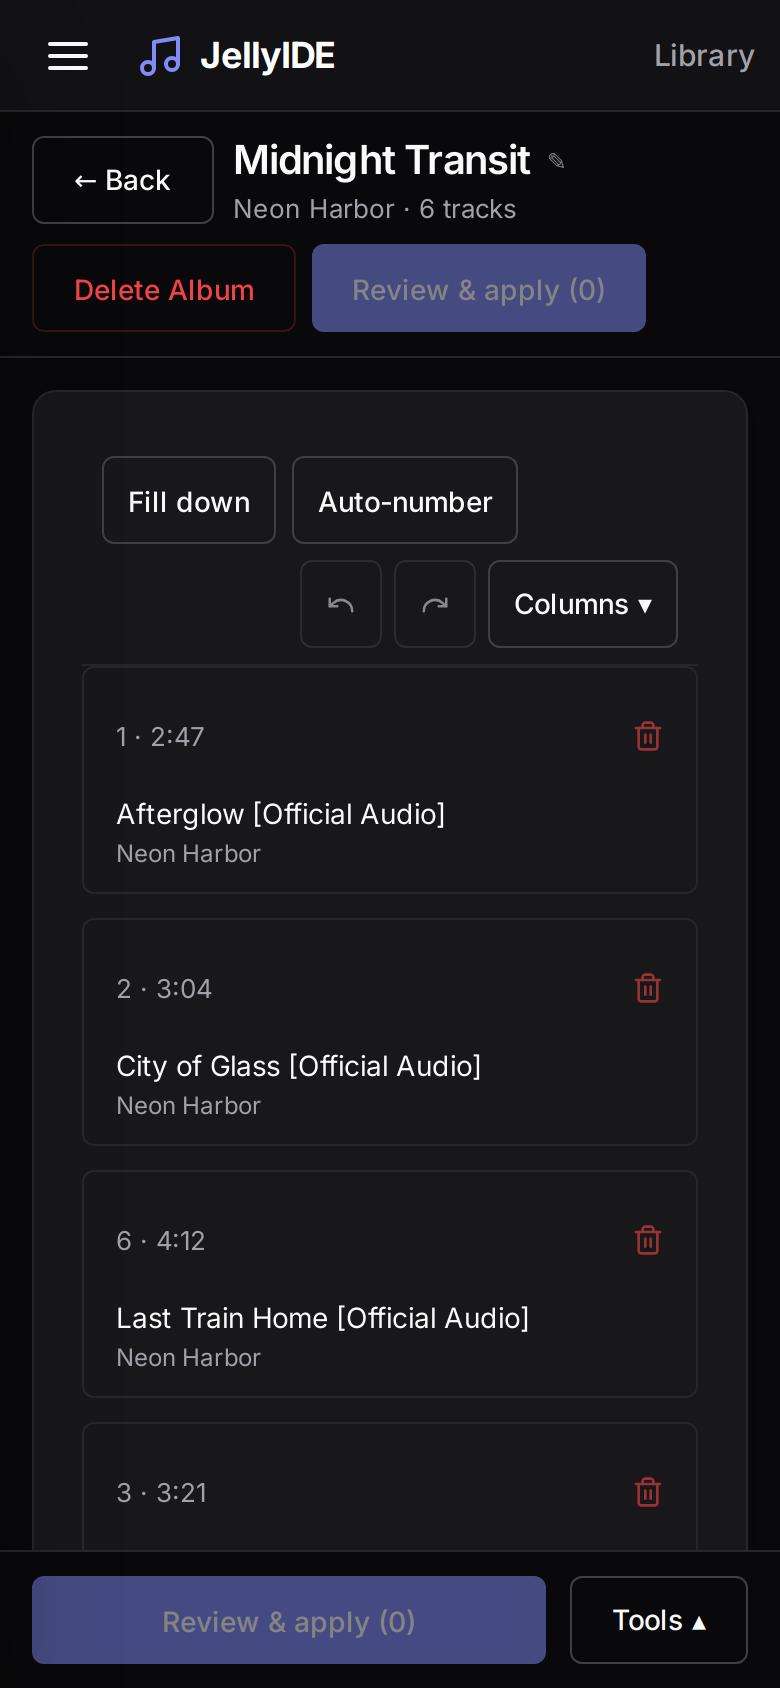 JellyIDE
Library
← Back
Midnight Transit ✎
Neon Harbor · 6 tracks
Delete Album
Review & apply (0)
Fill down
Auto-number
Columns ▾
1 · 2:47
Afterglow [Official Audio]
Neon Harbor
2 · 3:04
City of Glass [Official Audio]
Neon Harbor
6 · 4:12
Last Train Home [Official Audio]
Neon Harbor
3 · 3:21
Review & apply (0)
Tools ▴